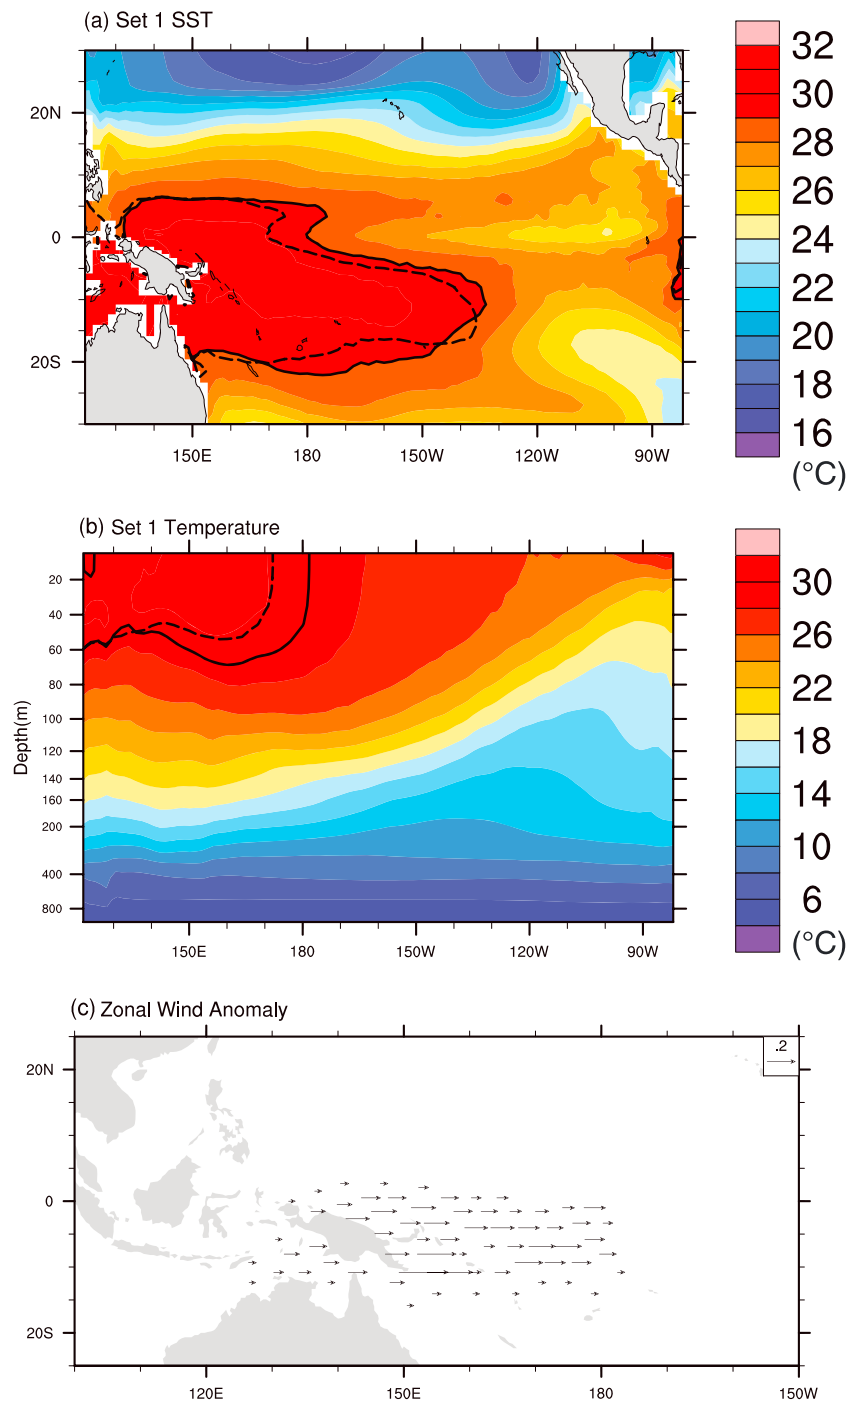 (a) Set 1 SST
20N
0
20S
150E 180 150W 120W 90W
32
30
28
26
24
22
20
18
16
(°C)
(b) Set 1 Temperature
Depth(m)
20
40
60
80
100
120
140
160
200
400
800
150E 180 150W 120W 90W
30
26
22
18
14
10
6
(°C)
(c) Zonal Wind Anomaly
.2
20N
0
20S
120E 150E 180 150W